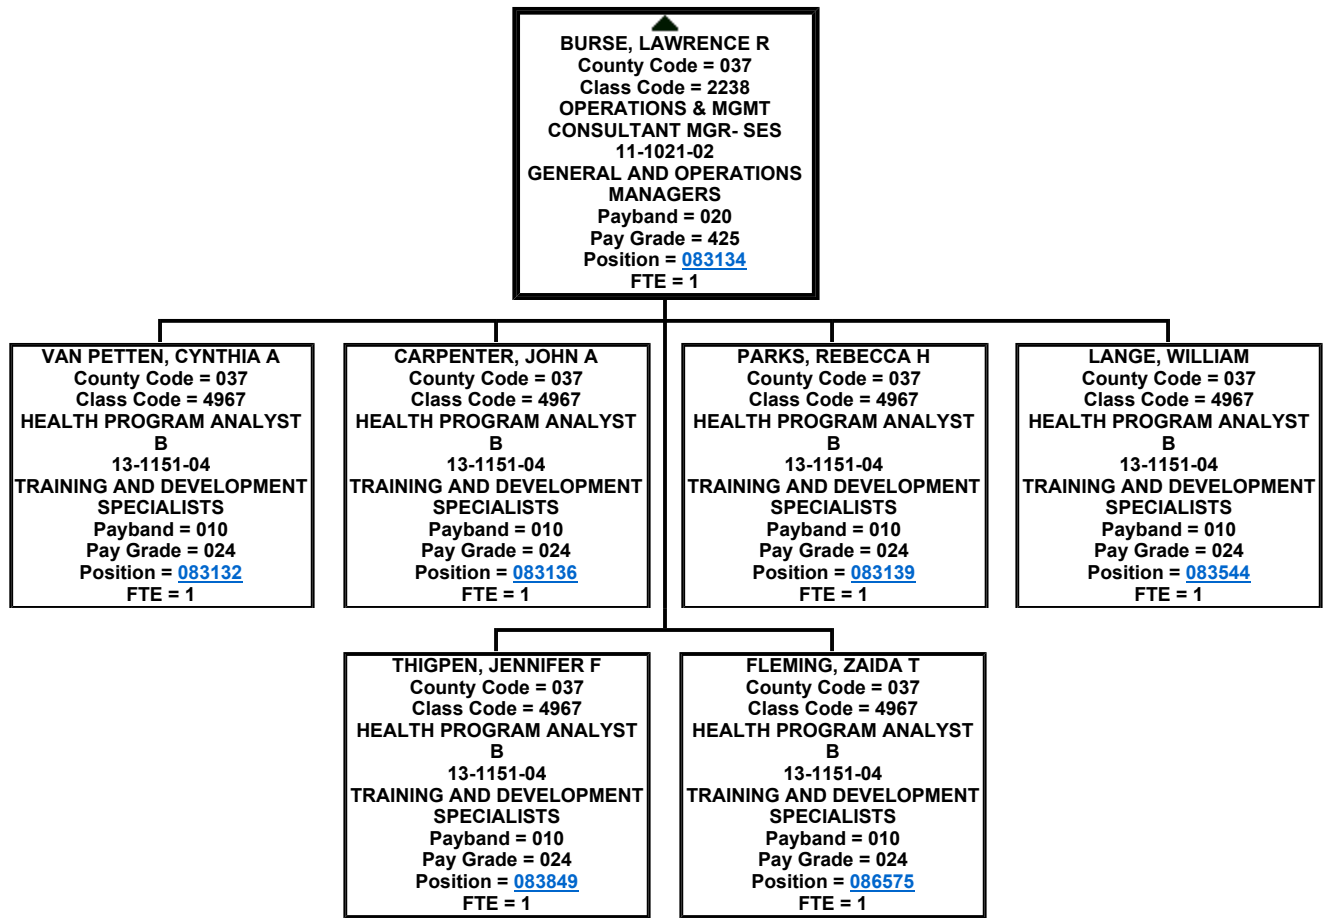 BURSE, LAWRENCE R
County Code = 037
Class Code = 2238
OPERATIONS & MGMT
CONSULTANT MGR- SES
11-1021-02
GENERAL AND OPERATIONS
MANAGERS
Payband = 020
Pay Grade = 425
Position = 083134
FTE = 1
VAN PETTEN, CYNTHIA A
County Code = 037
Class Code = 4967
HEALTH PROGRAM ANALYST
B
13-1151-04
TRAINING AND DEVELOPMENT
SPECIALISTS
Payband = 010
Pay Grade = 024
Position = 083132
FTE = 1
CARPENTER, JOHN A
County Code = 037
Class Code = 4967
HEALTH PROGRAM ANALYST
B
13-1151-04
TRAINING AND DEVELOPMENT
SPECIALISTS
Payband = 010
Pay Grade = 024
Position = 083136
FTE = 1
PARKS, REBECCA H
County Code = 037
Class Code = 4967
HEALTH PROGRAM ANALYST
B
13-1151-04
TRAINING AND DEVELOPMENT
SPECIALISTS
Payband = 010
Pay Grade = 024
Position = 083139
FTE = 1
LANGE, WILLIAM
County Code = 037
Class Code = 4967
HEALTH PROGRAM ANALYST
B
13-1151-04
TRAINING AND DEVELOPMENT
SPECIALISTS
Payband = 010
Pay Grade = 024
Position = 083544
FTE = 1
THIGPEN, JENNIFER F
County Code = 037
Class Code = 4967
HEALTH PROGRAM ANALYST
B
13-1151-04
TRAINING AND DEVELOPMENT
SPECIALISTS
Payband = 010
Pay Grade = 024
Position = 083849
FTE = 1
FLEMING, ZAIDA T
County Code = 037
Class Code = 4967
HEALTH PROGRAM ANALYST
B
13-1151-04
TRAINING AND DEVELOPMENT
SPECIALISTS
Payband = 010
Pay Grade = 024
Position = 086575
FTE = 1